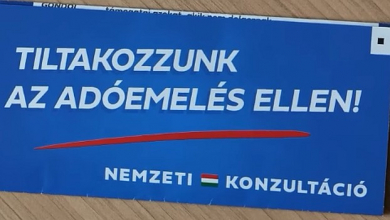 TILTAKOZZUNK
AZ ADÓEMELÉS ELLEN!
NEMZETI KONZULTÁCIÓ